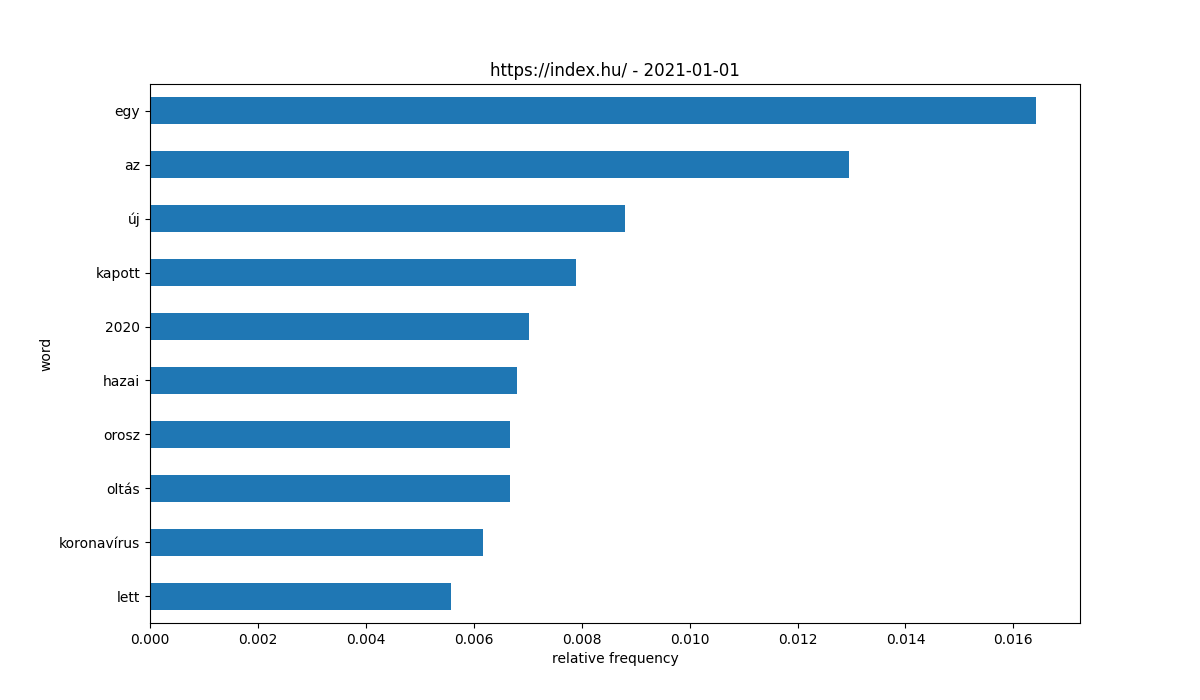 https://index.hu/ - 2021-01-01
egy
az
új
kapott
2020
hazai
orosz
oltás
koronavírus
lett
word
0.000 0.002 0.004 0.006 0.008 0.010 0.012 0.014 0.016
relative frequency